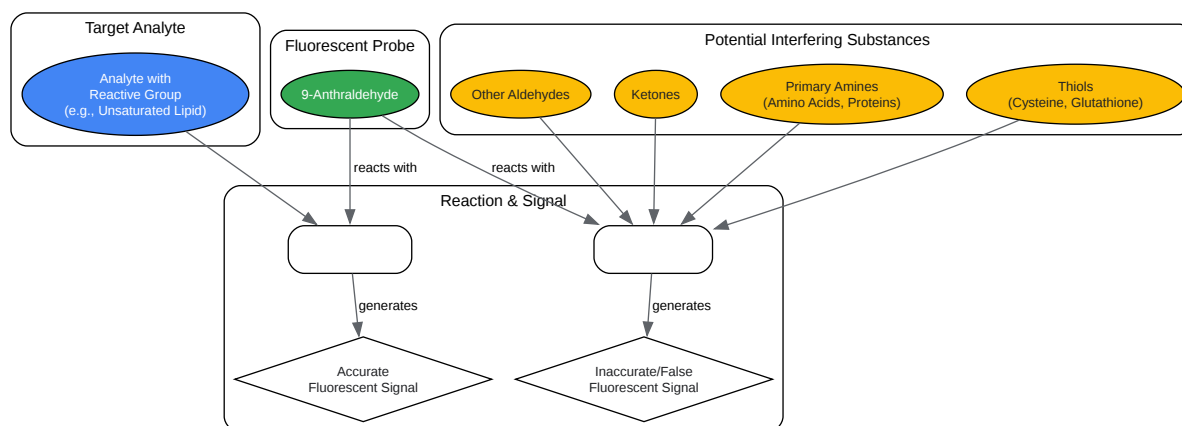 Target Analyte
Analyte with
Reactive Group
(e.g., Unsaturated Lipid)
Fluorescent Probe
9-Anthraldehyde
Potential Interfering Substances
Other Aldehydes
Ketones
Primary Amines
(Amino Acids, Proteins)
Thiols
(Cysteine, Glutathione)
reacts with
reacts with
Reaction & Signal
generates
generates
Accurate
Fluorescent Signal
Inaccurate/False
Fluorescent Signal